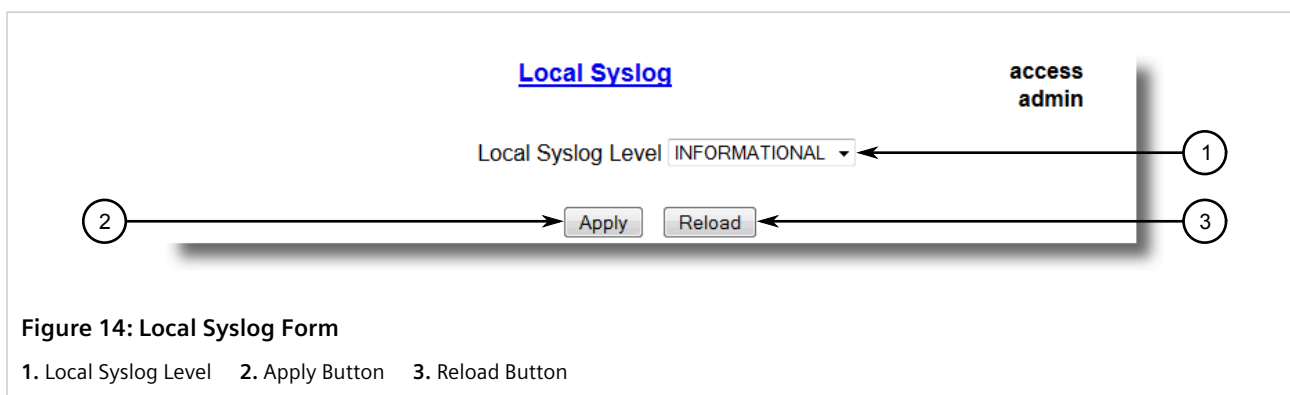 Local Syslog
access
admin
Local Syslog Level INFORMATIONAL
1
2
Apply
Reload
3
Figure 14: Local Syslog Form
1. Local Syslog Level 2. Apply Button 3. Reload Button